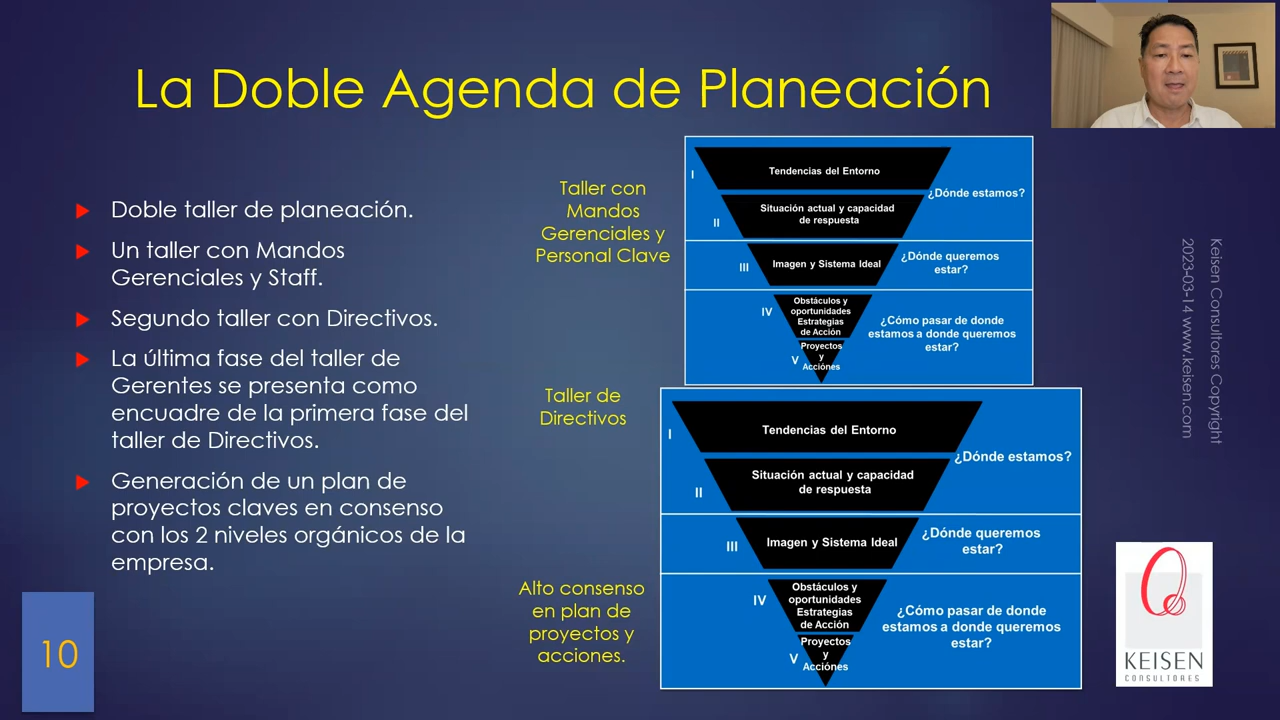 La Doble Agenda de Planeación
Doble taller de planeación.
Un taller con Mandos
Gerenciales y Staff.
Segundo taller con Directivos.
La última fase del taller de
Gerentes se presenta como
encuadre de la primera fase del
taller de Directivos.
Generación de un plan de
proyectos claves en consenso
con los 2 niveles orgánicos de la
empresa.
10
Taller con
Mandos
Gerenciales y
Personal Clave
I
Tendencias del Entorno
II
Situación actual y capacidad
de respuesta
¿Dónde estamos?
III
Imagen y Sistema Ideal
¿Dónde queremos
estar?
IV
Obstáculos y
oportunidades
Estrategias
de Acción
V
Proyectos
y
Acciónes
¿Cómo pasar de donde
estamos a donde queremos
estar?
Taller de
Directivos
I
Tendencias del Entorno
II
Situación actual y capacidad
de respuesta
¿Dónde estamos?
III
Imagen y Sistema Ideal
¿Dónde queremos
estar?
Alto consenso
en plan de
proyectos y
acciones.
IV
Obstáculos y
oportunidades
Estrategias
de Acción
V
Proyectos
y
Acciónes
¿Cómo pasar de donde
estamos a donde queremos
estar?
Keisen Consultores Copyright
2023-03-14 www.keisen.com
KEISEN
CONSULTORES